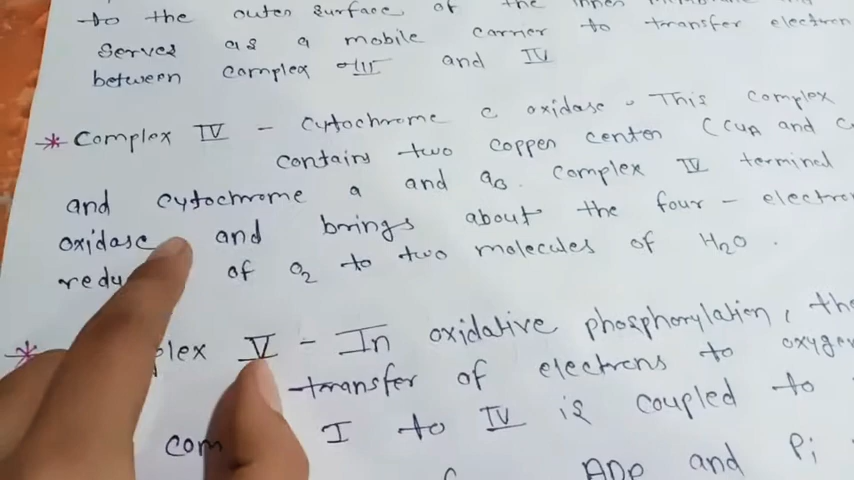 to the outer surface of the inner
serves as a mobile carrier to transfer electron
between complex III and IV
* Complex IV - Cytochrome c oxidase. This complex
contains two copper center (CuA and
and cytochrome a and a3. complex IV terminal
oxidase and brings about the four - electron
of O2 to two molecules of H2O.
* V - In oxidative phosphorylation, the
transfer of electrons to oxygen
I to IV is coupled to
ADP and Pi